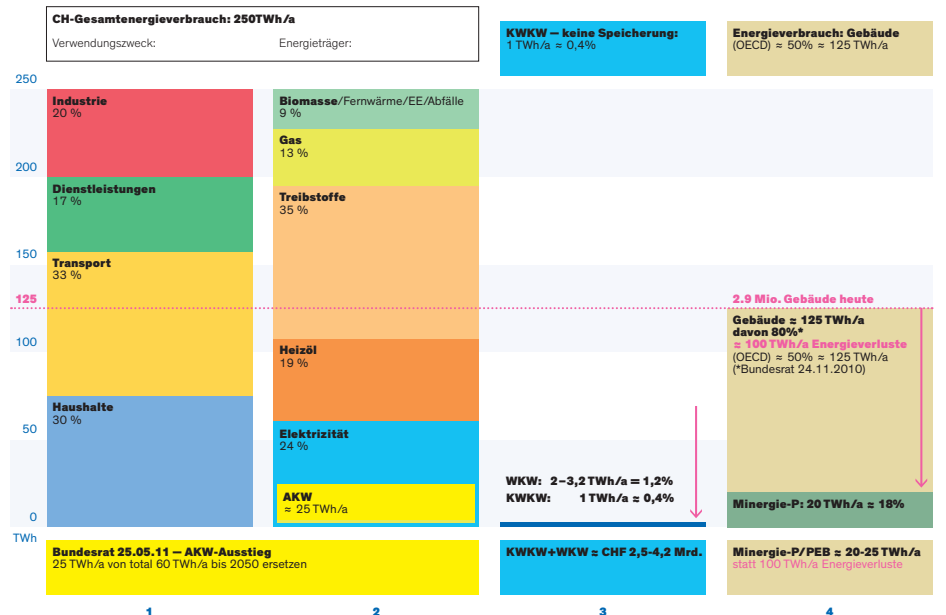 CH-Gesamtenergieverbrauch: 250TWh/a
Verwendungszweck:
Energieträger:
KWKW – keine Speicherung:
1 TWh/a ≈ 0,4%
Energieverbrauch: Gebäude
(OECD) ≈ 50% ≈ 125 TWh/a
250
200
150
125
100
50
0
TWh
Industrie
20 %
Dienstleistungen
17 %
Transport
33 %
Haushalte
30 %
Biomasse/Fernwärme/EE/Abfälle
9 %
Gas
13 %
Treibstoffe
35 %
Heizöl
19 %
Elektrizität
24 %
AKW
≈ 25 TWh/a
WKW: 2–3,2 TWh/a = 1,2%
KWKW: 1 TWh/a ≈ 0,4%
2.9 Mio. Gebäude heute
Gebäude ≈ 125 TWh/a
davon 80%*
≈ 100 TWh/a Energieverluste
(OECD) ≈ 50% ≈ 125 TWh/a
(*Bundesrat 24.11.2010)
Minergie-P: 20 TWh/a ≈ 18%
Bundesrat 25.05.11 – AKW-Ausstieg
25 TWh/a von total 60 TWh/a bis 2050 ersetzen
KWKW+WKW ≈ CHF 2,5-4,2 Mrd.
Minergie-P/PEB ≈ 20-25 TWh/a
statt 100 TWh/a Energieverluste
1
2
3
4